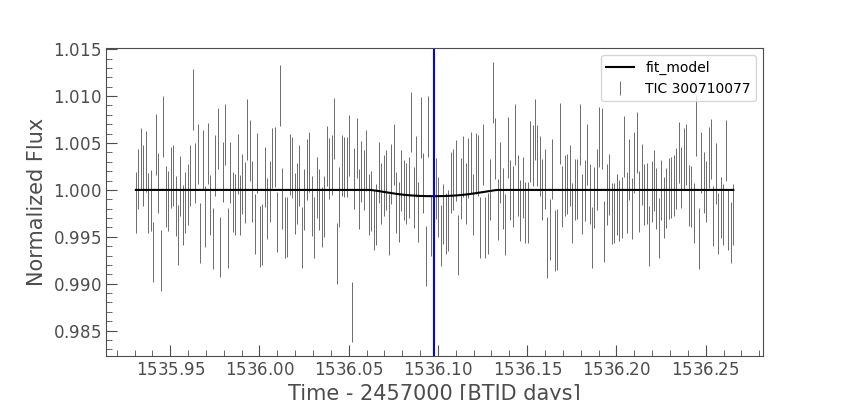 1.015
1.010
1.005
1.000
0.995
0.990
0.985
Normalized Flux
fit_model
TIC 300710077
1535.95 1536.00 1536.05 1536.10 1536.15 1536.20 1536.25
Time - 2457000 [BTJD days]